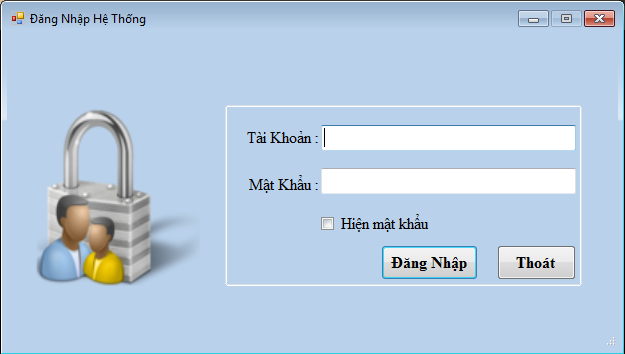 Đăng Nhập Hệ Thống
Tài Khoản :
Mật Khẩu :
Hiện mật khẩu
Đăng Nhập Thoát